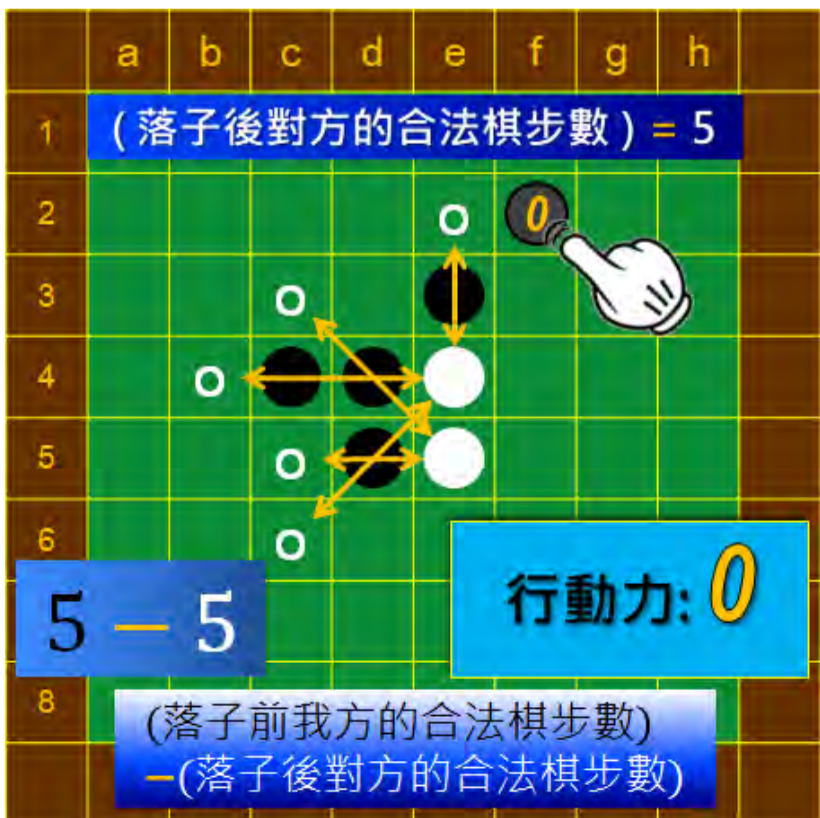 a b c d e f g h
1 (落子後對方的合法棋步數) = 5
2 0
3
4
5
6
5 – 5
行動力: 0
8
(落子前我方的合法棋步數)
–(落子後對方的合法棋步數)